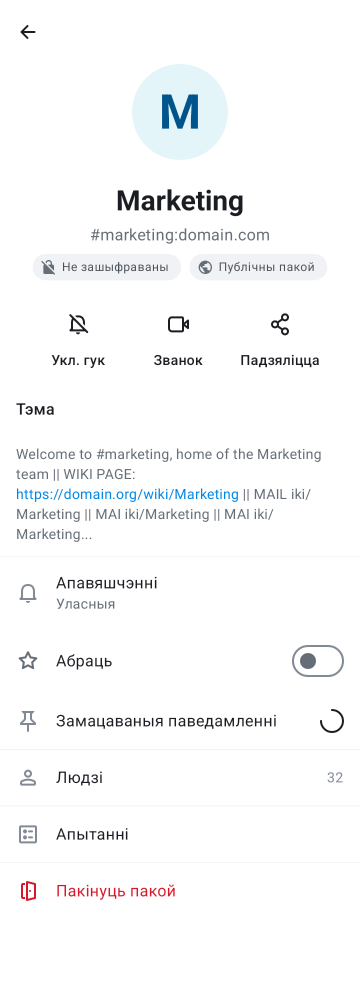 M
Marketing
#marketing:domain.com
Не зашыфраваны
Публічны пакой
Укл. гук
Званок
Падзяліцца
Тэма
Welcome to #marketing, home of the Marketing
team || WIKI PAGE:
https://domain.org/wiki/Marketing || MAIL iki/
Marketing || MAI iki/Marketing || MAI iki/
Marketing...
Апавяшчэнні
Уласныя
Абраць
Замацаваныя паведамленні
Людзі 32
Апытанні
Пакінуць пакой